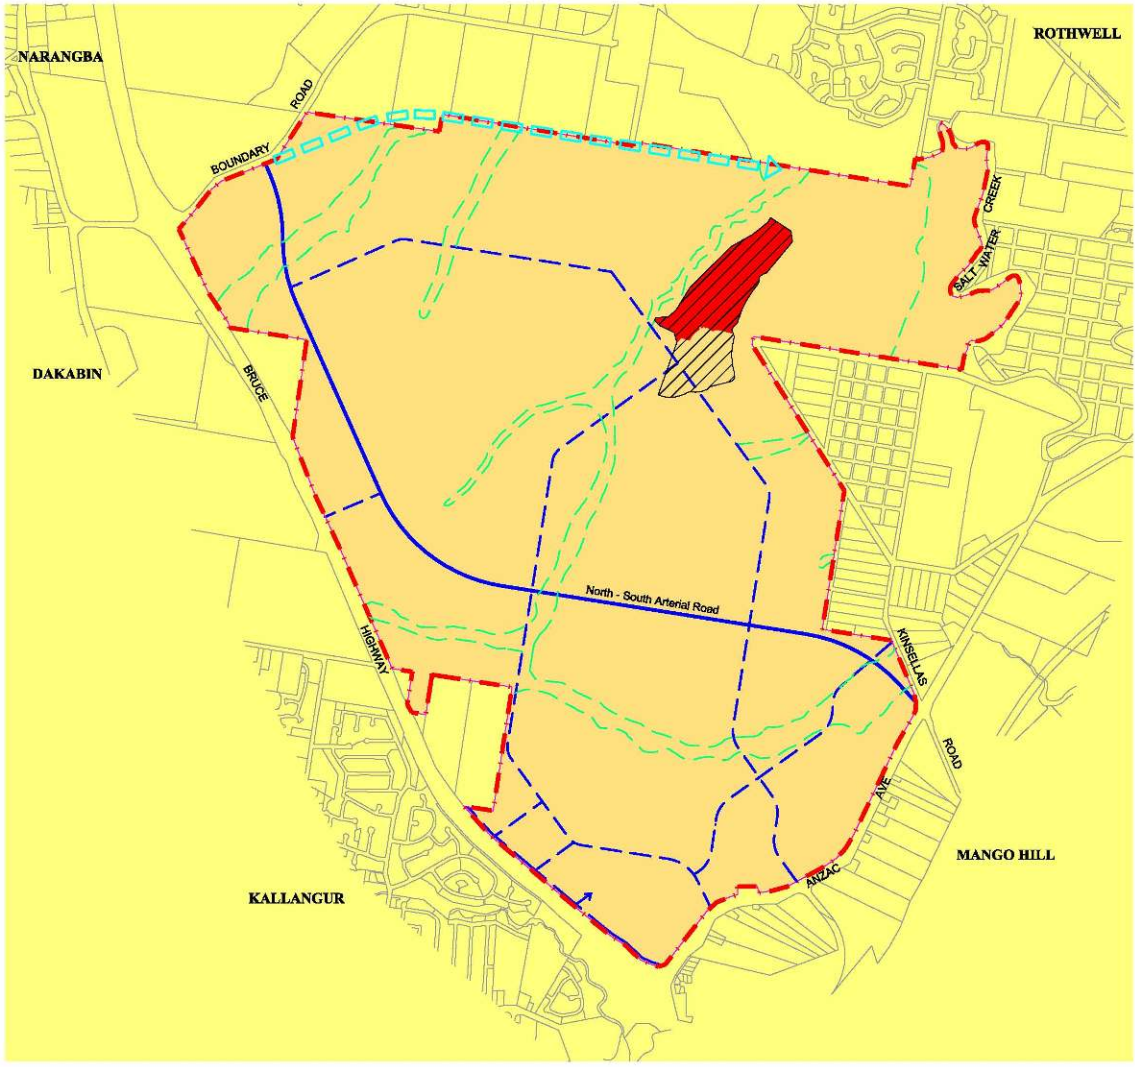 ROTHWELL
NARANGBA
ROAD
BOUNDARY
CREEK
SALT WATER
DAKABIN
BRUCE
North - South Arterial Road
HIGHWAY
KINSELLAS
ROAD
AVE
MANGO HILL
ANZAC
KALLANGUR